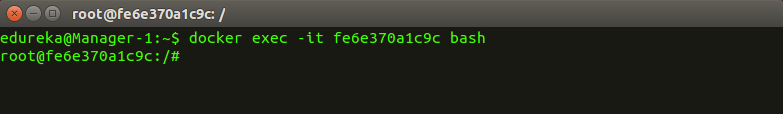 root@fe6e370a1c9c: /
edureka@Manager-1:~$ docker exec -it fe6e370a1c9c bash
root@fe6e370a1c9c:/#